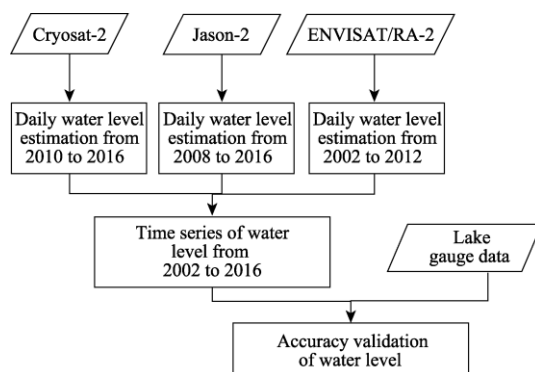 Cryosat-2
Jason-2
ENVISAT/RA-2
Daily water level
estimation from
2010 to 2016
Daily water level
estimation from
2008 to 2016
Daily water level
estimation from
2002 to 2012
Time series of water
level from
2002 to 2016
Lake
gauge data
Accuracy validation
of water level